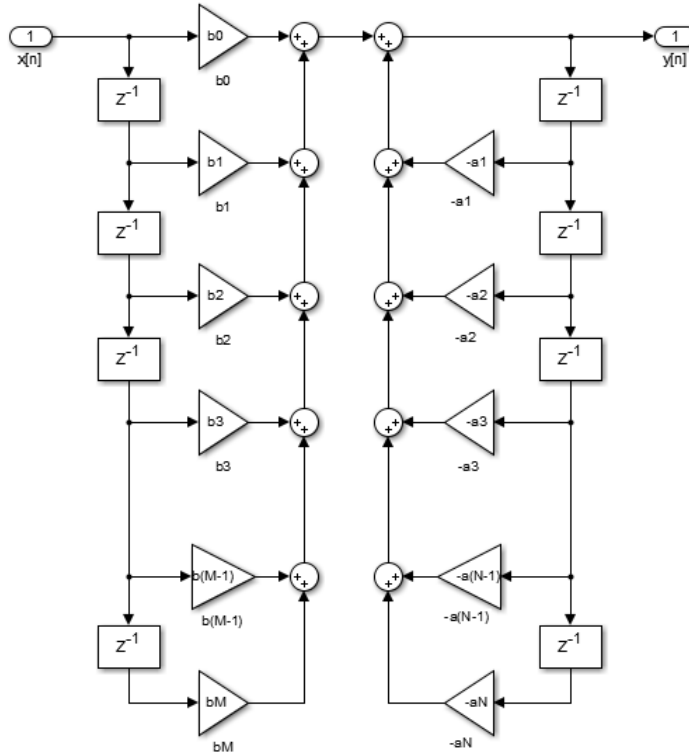 1
b0
1
x[n]
b0
y[n]
Z-1
Z-1
b1
-a1
b1
-a1
Z-1
Z-1
b2
-a2
b2
-a2
Z-1
Z-1
b3
-a3
b3
-a3
b(M-1)
-a(N-1)
b(M-1)
-a(N-1)
Z-1
Z-1
bM
-aN
bM
-aN